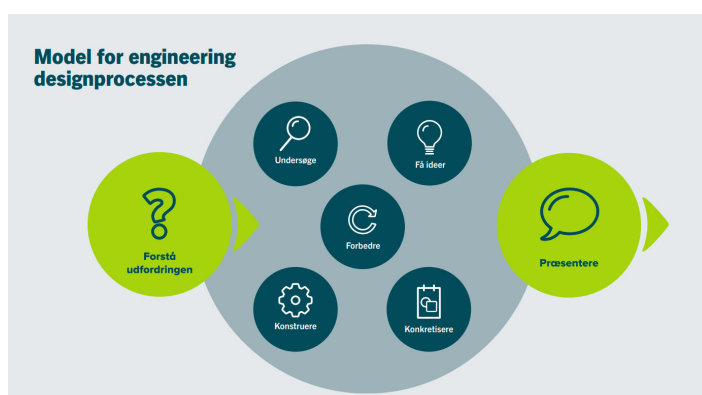 Model for engineering
designprocessen
Undersøge
Få ideer
Forstå
udfordringen
Forbedre
Præsentere
Konstruere
Konkretisere